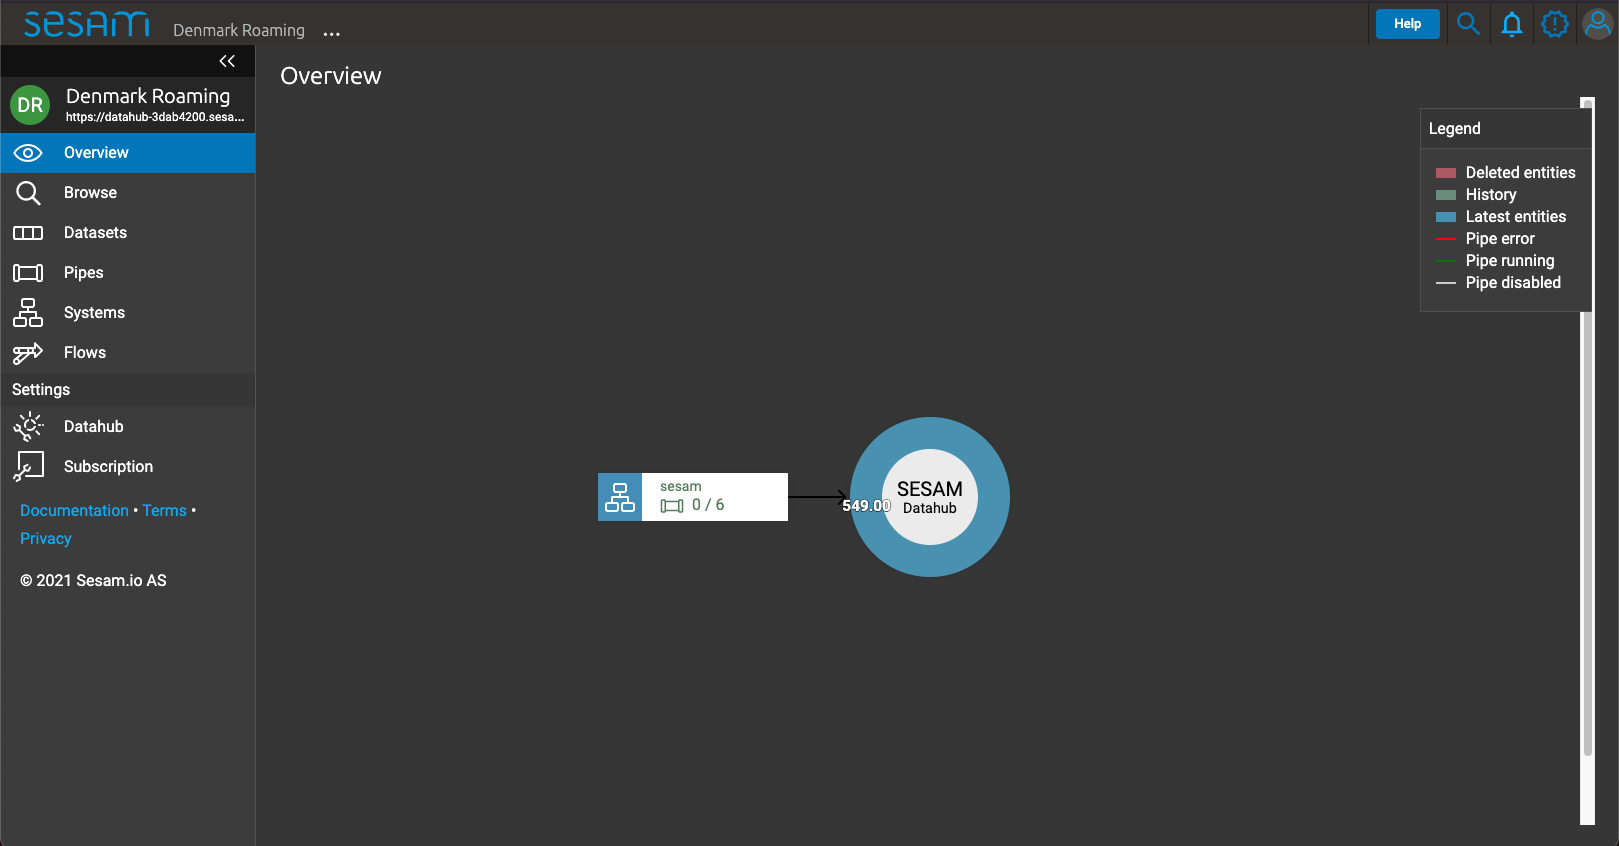 sesam
Denmark Roaming ...
Help
DR
Denmark Roaming
https://datahub-3dab4200.sesa...
Overview
Browse
Datasets
Pipes
Systems
Flows
Settings
Datahub
Subscription
Documentation • Terms •
Privacy
© 2021 Sesam.io AS
Overview
Legend
Deleted entities
History
Latest entities
Pipe error
Pipe running
Pipe disabled
sesam
0 / 6
549.00
SESAM
Datahub